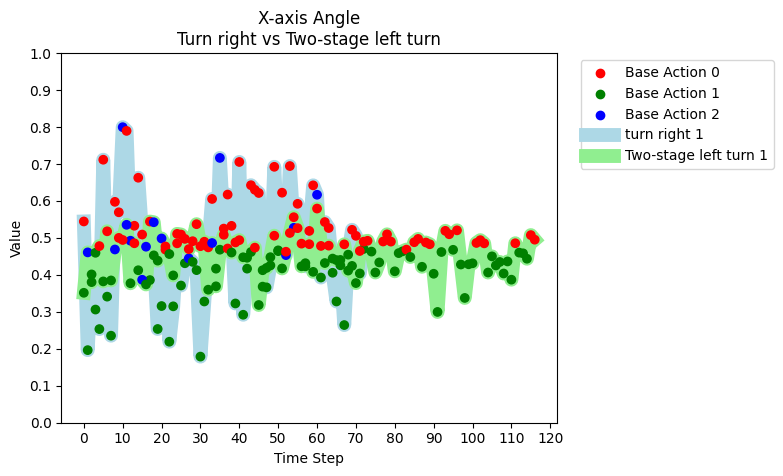 X-axis Angle
Turn right vs Two-stage left turn
1.0
0.9
0.8
0.7
0.6
0.5
0.4
0.3
0.2
0.1
0.0
Value
0 10 20 30 40 50 60 70 80 90 100 110 120
Time Step
Base Action 0
Base Action 1
Base Action 2
turn right 1
Two-stage left turn 1